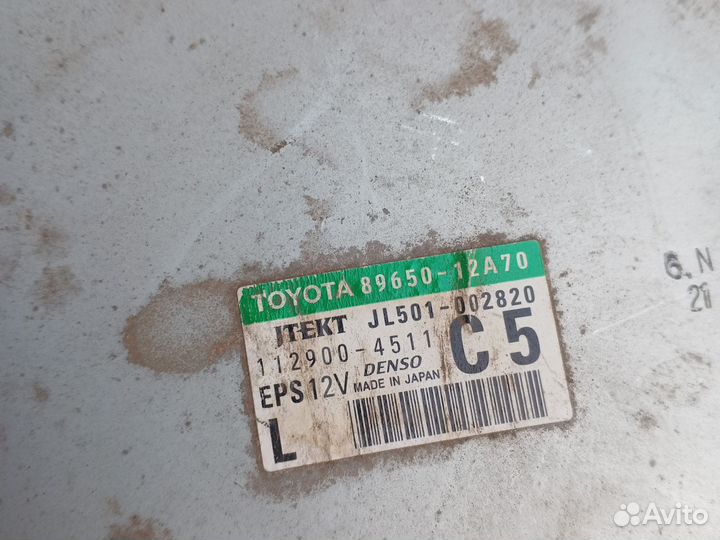 TOYOTA 89650-12A70
JTEKT JL501-002820
112900-4511 C5
EPS12V DENSO
MADE IN JAPAN
L
6. N
21
Avito